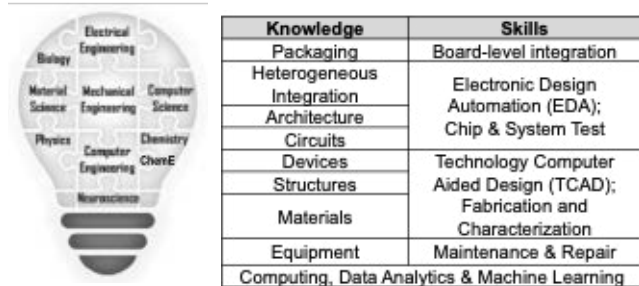 Electrical
Engineering
Biology
Material
Science
Mechanical
Engineering
Computer
Science
Physics
Computer
Engineering
Chemistry
ChemE
Neuroscience
Knowledge Skills
Packaging Board-level integration
Heterogeneous
Integration
Architecture
Circuits
Electronic Design
Automation (EDA);
Chip & System Test
Devices
Structures
Materials
Technology Computer
Aided Design (TCAD);
Fabrication and
Characterization
Equipment Maintenance & Repair
Computing, Data Analytics & Machine Learning